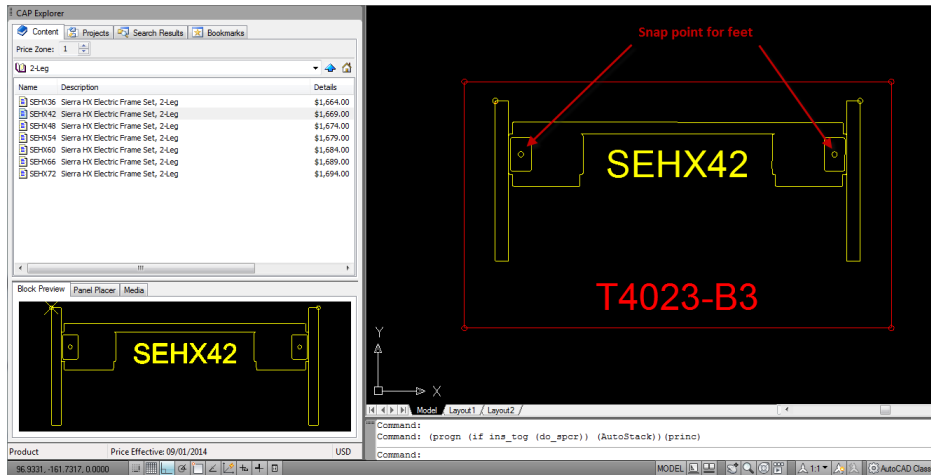 CAP Explorer
Content Projects Search Results Bookmarks
Price Zone: 1
2-Leg
Name Description Details
SEHX36 Sierra HX Electric Frame Set, 2-Leg $1,664.00
SEHX42 Sierra HX Electric Frame Set, 2-Leg $1,669.00
SEHX48 Sierra HX Electric Frame Set, 2-Leg $1,674.00
SEHX54 Sierra HX Electric Frame Set, 2-Leg $1,679.00
SEHX60 Sierra HX Electric Frame Set, 2-Leg $1,684.00
SEHX66 Sierra HX Electric Frame Set, 2-Leg $1,689.00
SEHX72 Sierra HX Electric Frame Set, 2-Leg $1,694.00
Block Preview Panel Placer Media
SEHX42
Product Price Effective: 09/01/2014 USD
Snap point for feet
SEHX42
T4023-B3
Y
X
Model Layout1 Layout2
Command:
Command: (progn (if ins_tog (do_spcr)) (AutoStack))(princ)
Command:
96.9331, -161.7317, 0.0000 MODEL 1:1 AutoCAD Class